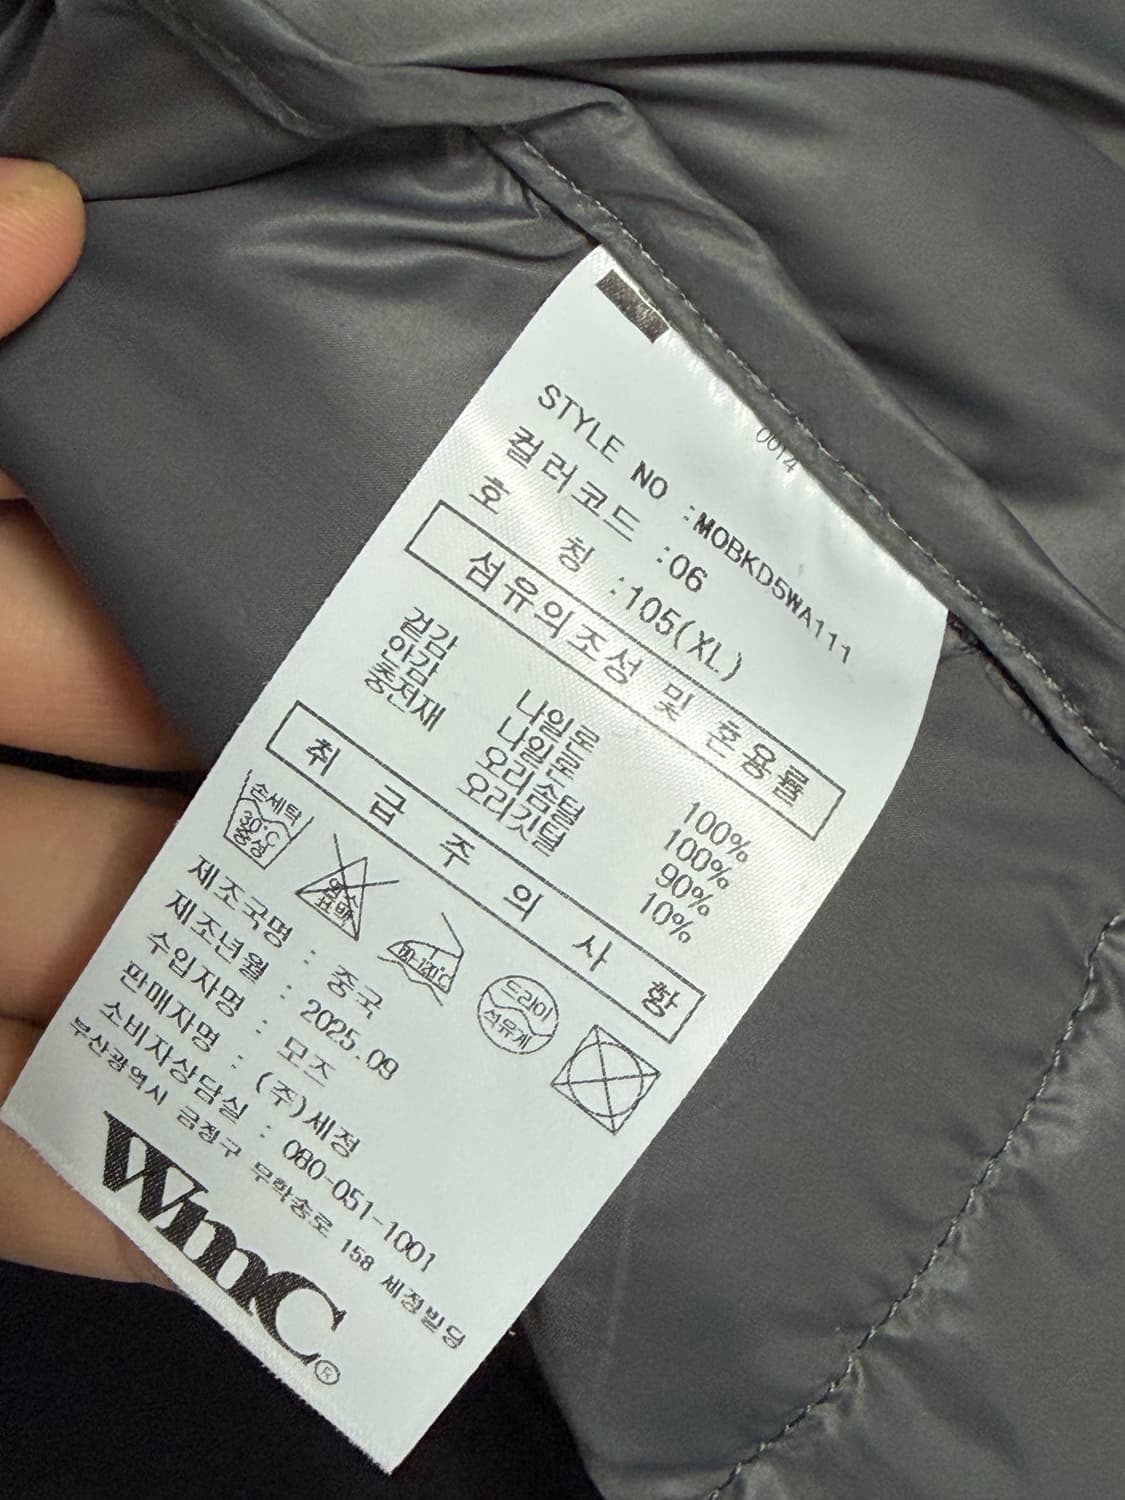 0014
STYLE NO :MOBKD5WA111
컬러코드 :06
호 칭 :105(XL)
섬유의조성 및 혼용률
겉감 나일론 100%
안감 나일론 100%
충전재 오리솜털 90%
오리깃털 10%
취 급 주 의 사 항
손세탁
30°C
중성
염소
표백
80-120°C
드라이
석유계
제조국명 : 중국
제조년월 : 2025.09
수입자명 : 모즈
판매자명 : (주)세정
소비자상담실 : 080-051-1001
부산광역시 금정구 무학송로 158 세정빌딩
WMC®